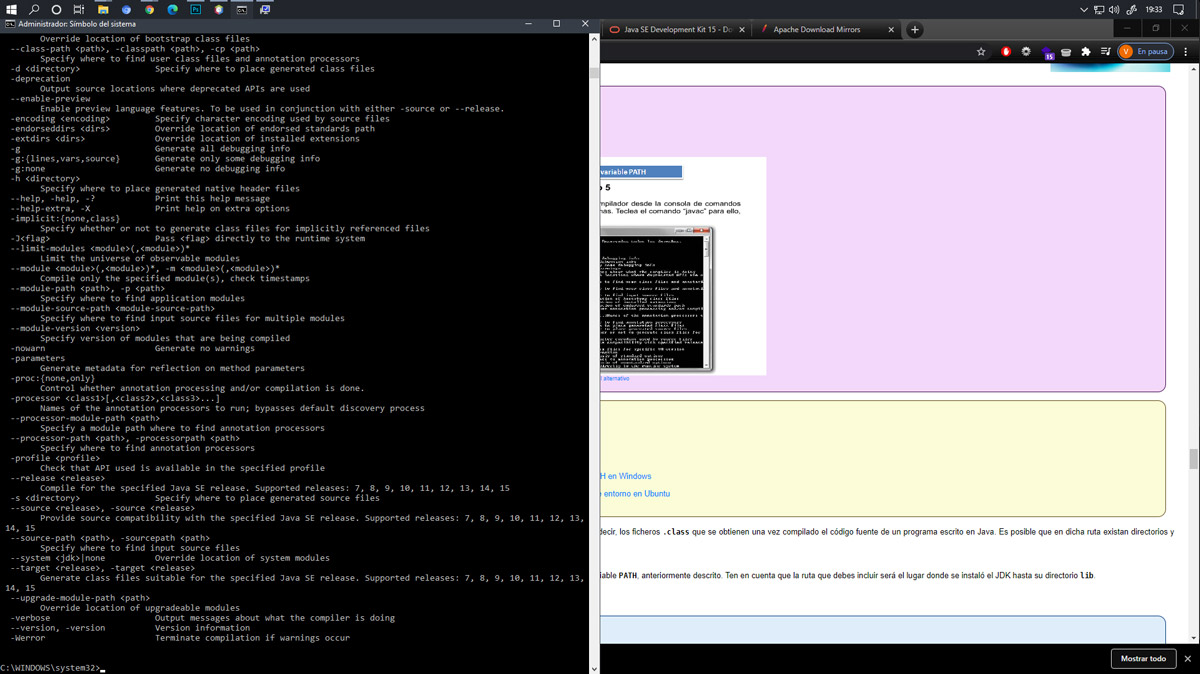 19:33
Administrador: Símbolo del sistema
Override location of bootstrap class files
--class-path <path>, -classpath <path>, -cp <path>
Specify where to find user class files and annotation processors
-d <directory> Specify where to place generated class files
-deprecation
Output source locations where deprecated APIs are used
--enable-preview
Enable preview language features. To be used in conjunction with either -source or --release.
-encoding <encoding> Specify character encoding used by source files
-endorseddirs <dirs> Override location of endorsed standards path
-extdirs <dirs> Override location of installed extensions
-g Generate all debugging info
-g:{lines,vars,source} Generate only some debugging info
-g:none Generate no debugging info
-h <directory>
Specify where to place generated native header files
--help, -help, -? Print this help message
--help-extra, -X Print help on extra options
-implicit:{none,class}
Specify whether or not to generate class files for implicitly referenced files
-J<flag> Pass <flag> directly to the runtime system
--limit-modules <module>(,<module>)*
Limit the universe of observable modules
--module <module>(,<module>)*, -m <module>(,<module>)*
Compile only the specified module(s), check timestamps
--module-path <path>, -p <path>
Specify where to find application modules
--module-source-path <module-source-path>
Specify where to find input source files for multiple modules
--module-version <version>
Specify version of modules that are being compiled
-nowarn Generate no warnings
-parameters
Generate metadata for reflection on method parameters
-proc:{none,only}
Control whether annotation processing and/or compilation is done.
-processor <class1>[,<class2>,<class3>...]
Names of the annotation processors to run; bypasses default discovery process
--processor-module-path <path>
Specify a module path where to find annotation processors
--processor-path <path>, -processorpath <path>
Specify where to find annotation processors
-profile <profile>
Check that API used is available in the specified profile
--release <release>
Compile for the specified Java SE release. Supported releases: 7, 8, 9, 10, 11, 12, 13, 14, 15
-s <directory> Specify where to place generated source files
--source <release>, -source <release>
Provide source compatibility with the specified Java SE release. Supported releases: 7, 8, 9, 10, 11, 12, 13,
14, 15
--source-path <path>, -sourcepath <path>
Specify where to find input source files
--system <jdk>|none Override location of system modules
--target <release>, -target <release>
Generate class files suitable for the specified Java SE release. Supported releases: 7, 8, 9, 10, 11, 12, 13,
14, 15
--upgrade-module-path <path>
Override location of upgradeable modules
-verbose Output messages about what the compiler is doing
--version, -version Version information
-Werror Terminate compilation if warnings occur
C:\WINDOWS\system32>
Java SE Development Kit 15 - Do
Apache Download Mirrors
15
V En pausa
variable PATH
o 5
mpilador desde la consola de comandos
mas. Teclea el comando "javac" para ello,
alternativo
H en Windows
entorno en Ubuntu
decir, los ficheros .class que se obtienen una vez compilado el código fuente de un programa escrito en Java. Es posible que en dicha ruta existan directorios y
iable PATH, anteriormente descrito. Ten en cuenta que la ruta que debes incluir será el lugar donde se instaló el JDK hasta su directorio lib.
Mostrar todo